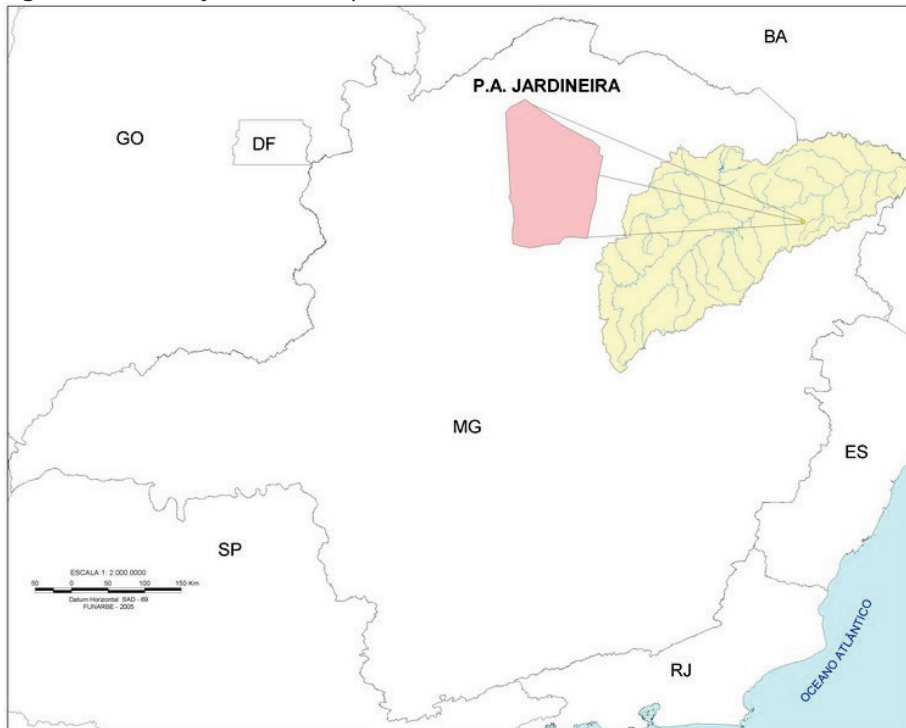 BA
P.A. JARDINEIRA
GO
DF
MG
ES
SP
ESCALA 1: 2.000.0000
50 0 50 100 150 Km
Datum Horizontal SAD - 69
FUNARBE - 2005
RJ
OCEANO ATLÂNTICO